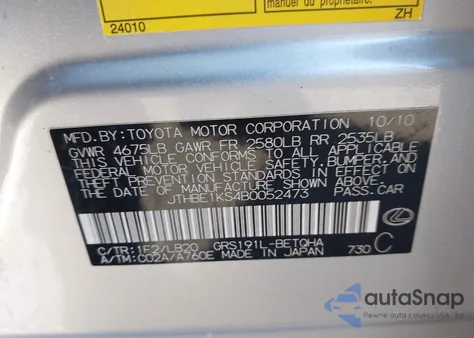 manuel du propriétaire.
24010
ZH
MFD. BY: TOYOTA MOTOR CORPORATION 10/10
GVWR 4675LB GAWR FR 2580LB RR 2535LB
THIS VEHICLE CONFORMS TO ALL APPLICABLE
FEDERAL MOTOR VEHICLE SAFETY, BUMPER, AND
THEFT PREVENTION STANDARDS IN EFFECT ON
THE DATE OF MANUFACTURE SHOWN ABOVE.
JTHBE1KS4B0052473 PASS.CAR
C/TR: 1F2/LB20 GRS191L-BETQHA
A/TM: C02A/A760E MADE IN JAPAN 730 C
autoSnap